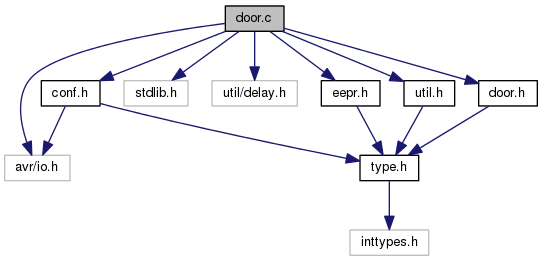 door.c
conf.h
stdlib.h
util/delay.h
eepr.h
util.h
door.h
avr/io.h
type.h
inttypes.h